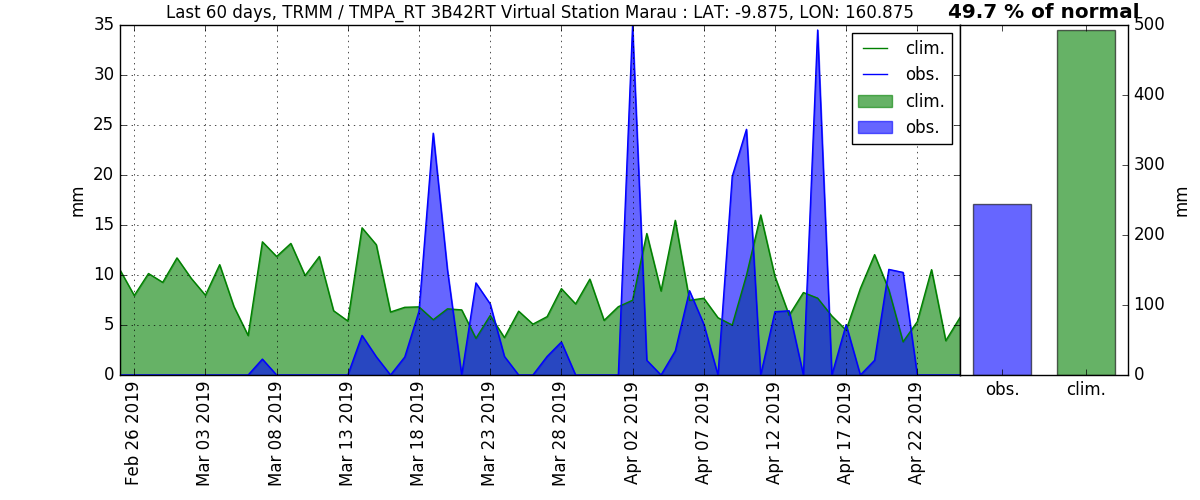 Last 60 days, TRMM / TMPA_RT 3B42RT Virtual Station Marau : LAT: -9.875, LON: 160.875
49.7 % of normal
35
30
25
20
15
10
5
0
mm
clim.
obs.
clim.
obs.
500
400
300
200
100
0
mm
obs.
clim.
Feb 26 2019
Mar 03 2019
Mar 08 2019
Mar 13 2019
Mar 18 2019
Mar 23 2019
Mar 28 2019
Apr 02 2019
Apr 07 2019
Apr 12 2019
Apr 17 2019
Apr 22 2019